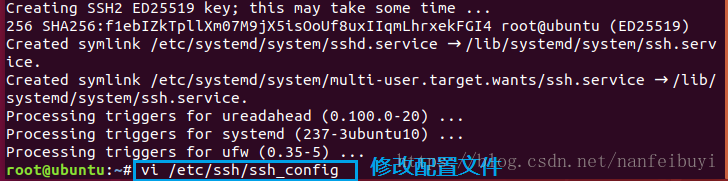 Creating SSH2 ED25519 key; this may take some time ...
256 SHA256:f1ebIZkTpllXm07M9jX5isOoUf8uxIIqmLhrxekFGI4 root@ubuntu (ED25519)
Created symlink /etc/systemd/system/sshd.service →/lib/systemd/system/ssh.serv
ice.
Created symlink /etc/systemd/system/multi-user.target.wants/ssh.service →/lib/
systemd/system/ssh.service.
Processing triggers for ureadahead (0.100.0-20) ...
Processing triggers for systemd (237-3ubuntu10) ...
Processing triggers for ufw (0.35-5) ...
https://blog.csdn.net/nanfeibuyi
root@ubuntu:~# vi /etc/ssh/ssh_config 修改配置文件